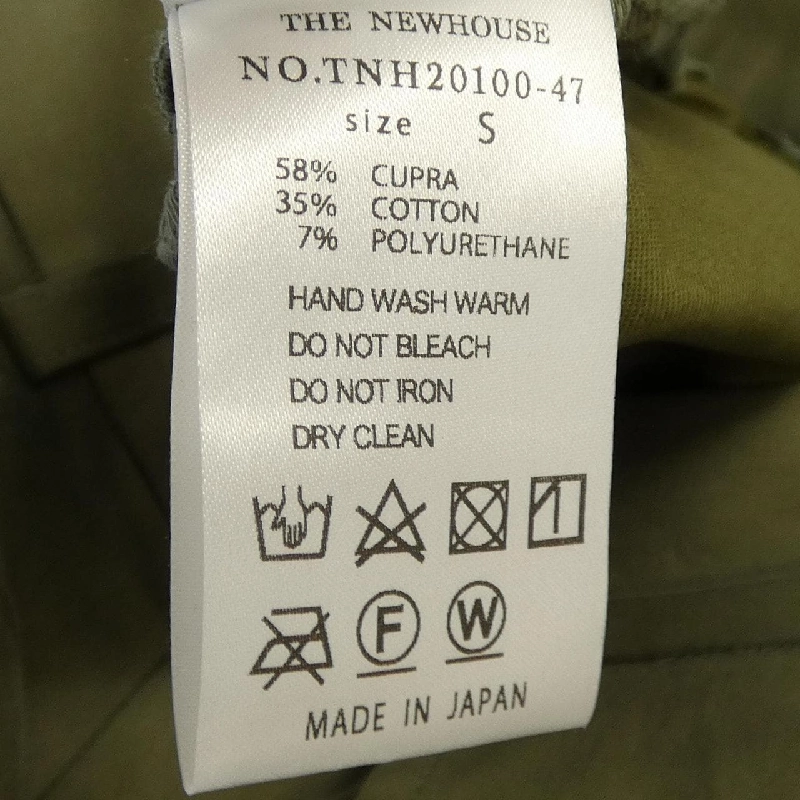 THE NEWHOUSE
NO.TNH20100-47
size S
58% CUPRA
35% COTTON
7% POLYURETHANE
HAND WASH WARM
DO NOT BLEACH
DO NOT IRON
DRY CLEAN
F W
MADE IN JAPAN